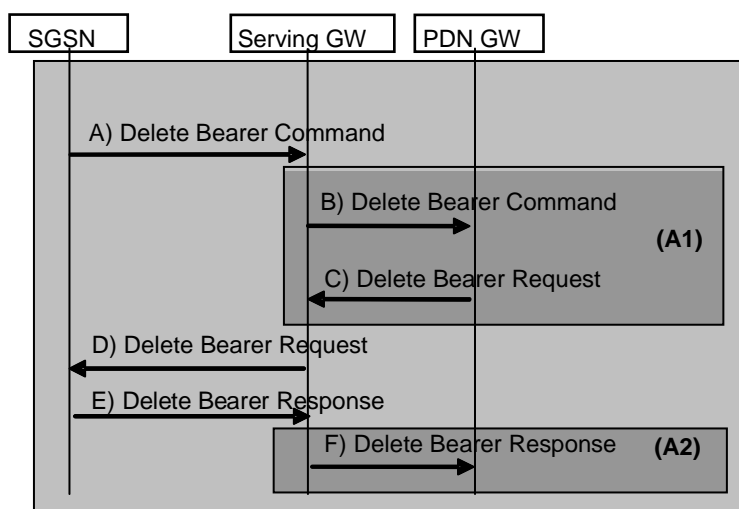 SGSN
Serving GW
PDN GW
A) Delete Bearer Command
B) Delete Bearer Command
(A1)
C) Delete Bearer Request
D) Delete Bearer Request
E) Delete Bearer Response
F) Delete Bearer Response
(A2)